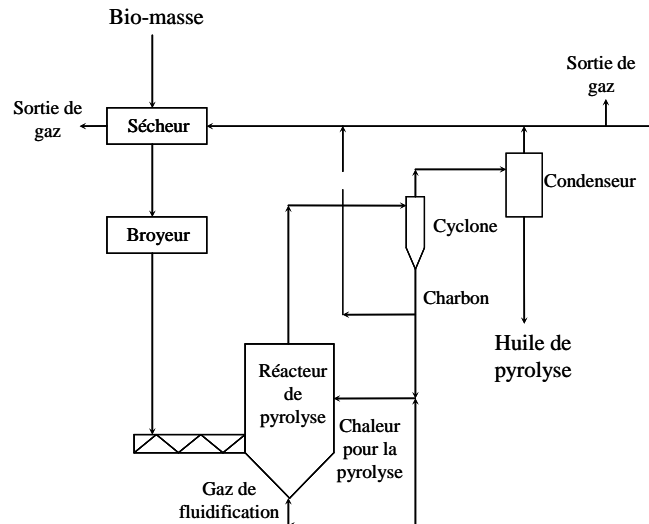 Bio-masse
Sortie de
gaz
Sortie de
gaz
Sécheur
Condenseur
Broyeur
Cyclone
Charbon
Huile de
pyrolyse
Réacteur
de
pyrolyse
Chaleur
pour la
pyrolyse
Gaz de
fluidification